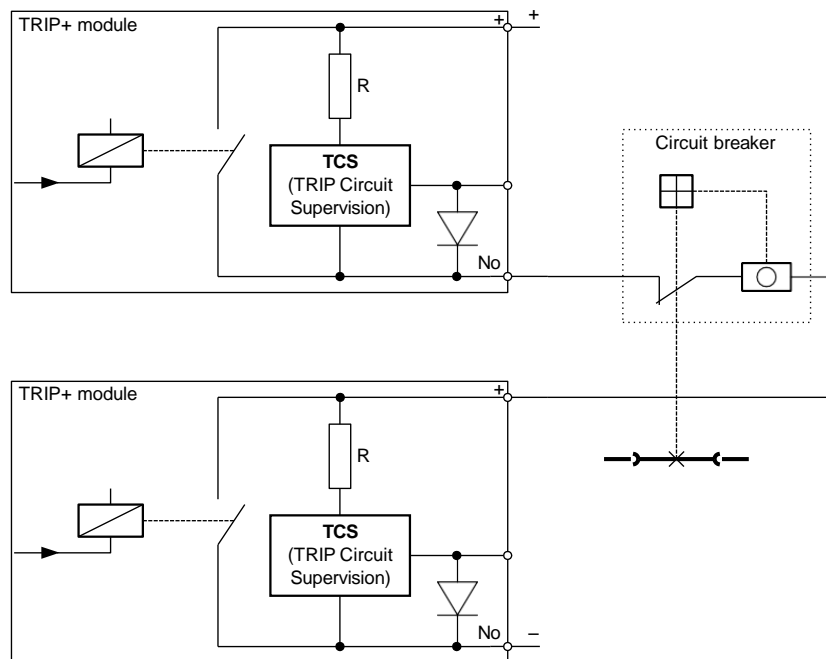 TRIP+ module
+ +
R
TCS
(TRIP Circuit
Supervision)
No
Circuit breaker
TRIP+ module
+
R
TCS
(TRIP Circuit
Supervision)
No –